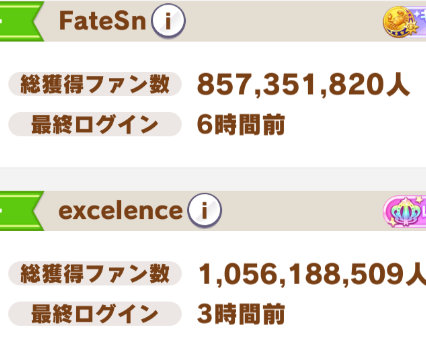 FateSn i
総獲得ファン数 857,351,820人
最終ログイン 6時間前
excelence i
総獲得ファン数 1,056,188,509人
最終ログイン 3時間前